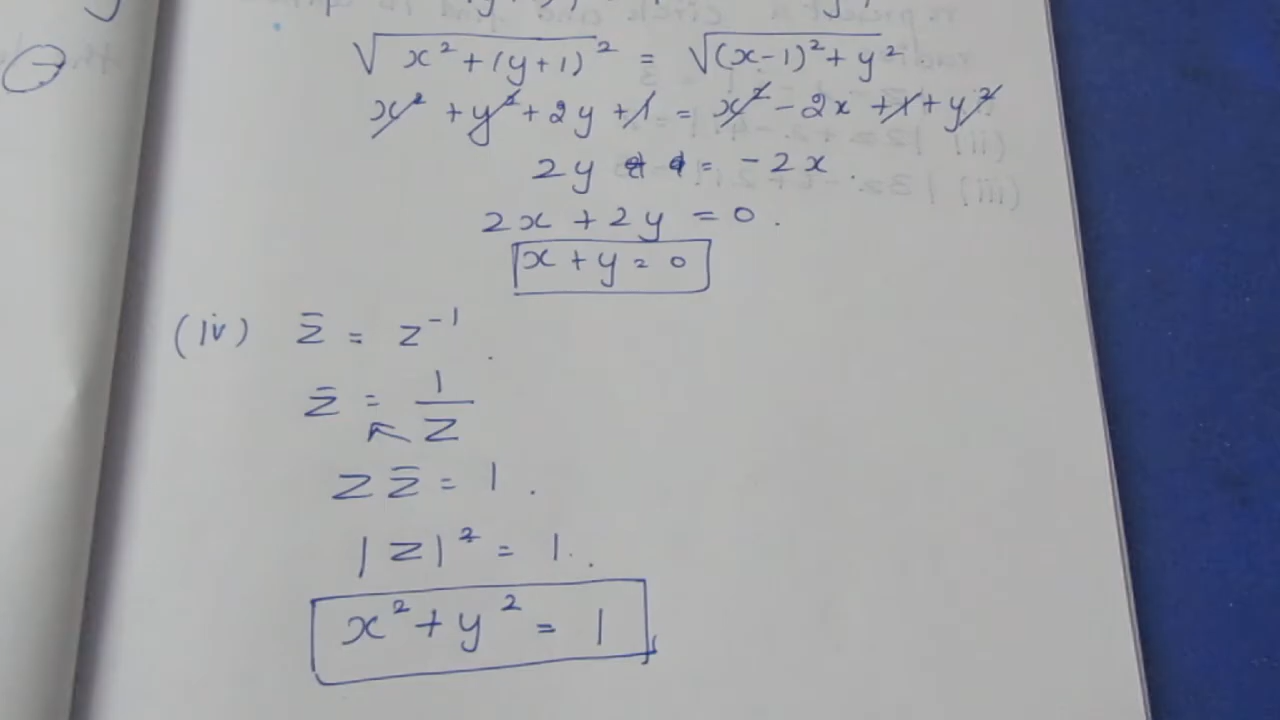 √x² + (y+1)² = √(x-1)² + y²
x² + y² + 2y + 1 = x² - 2x + 1 + y²
2y = -2x.
2x + 2y = 0.
x + y = 0
(iv) z̄ = z⁻¹.
z̄ = 1/z
z z̄ = 1.
|z|² = 1.
x² + y² = 1